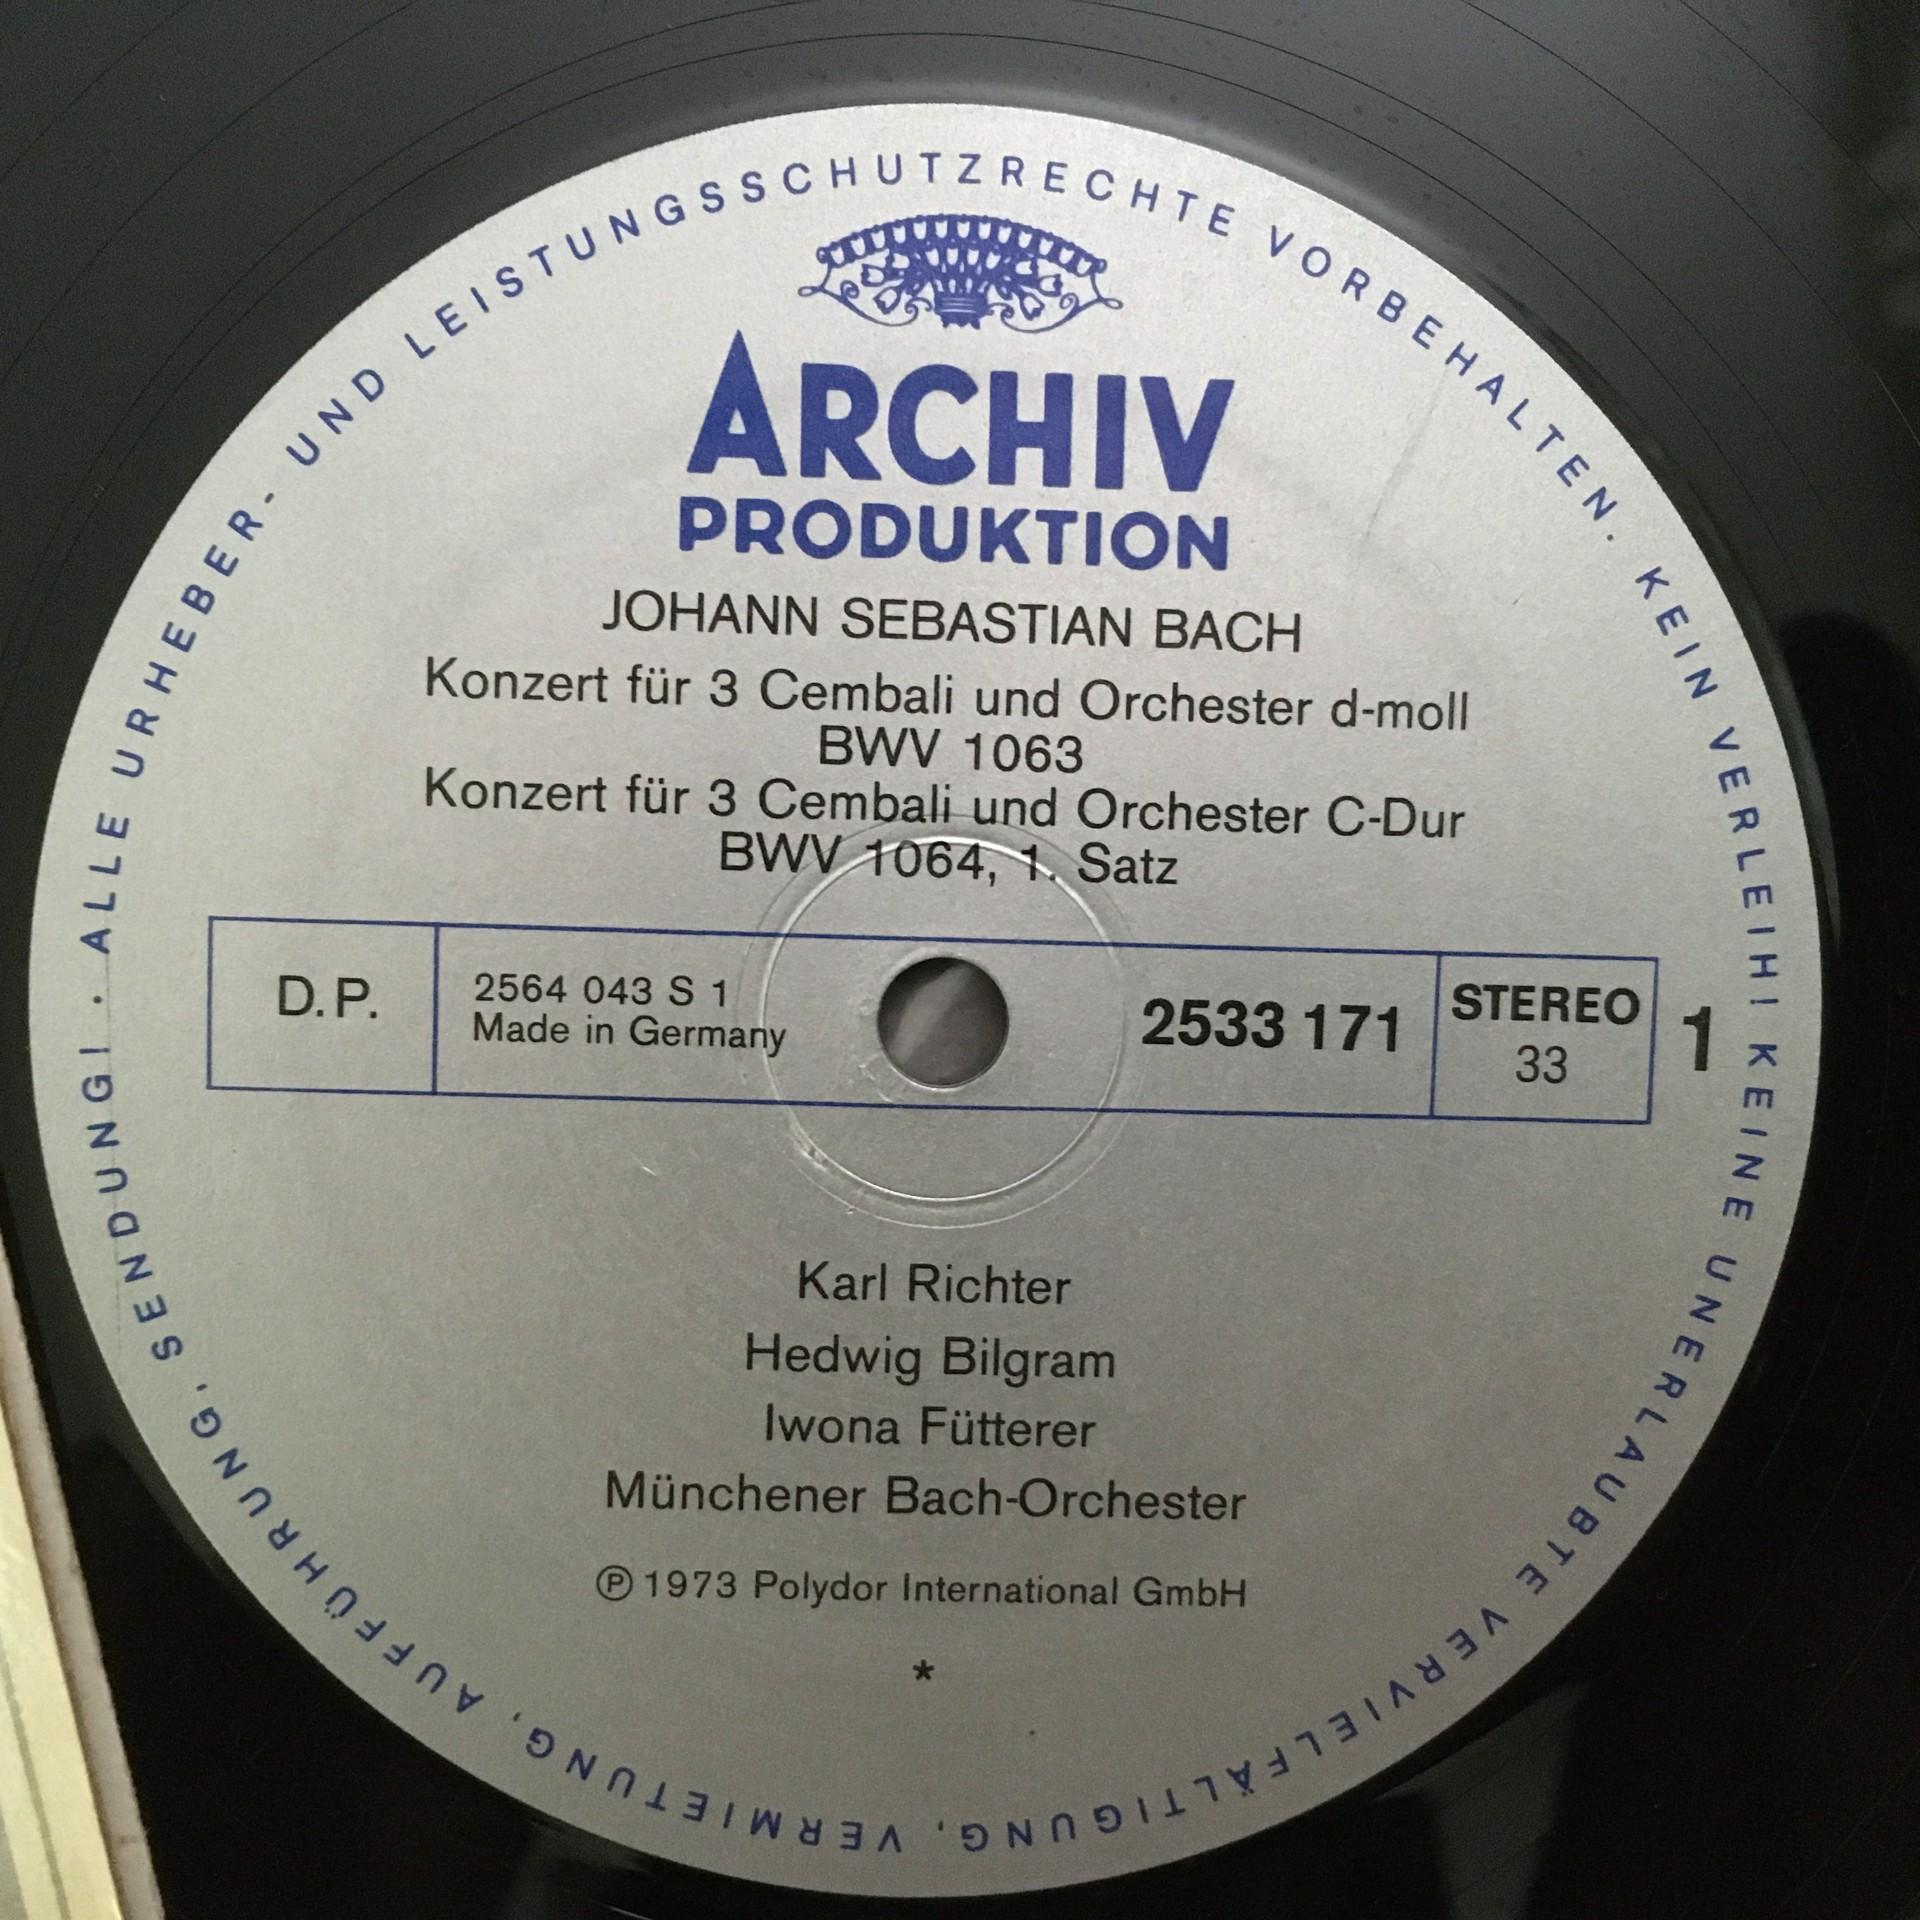 ALLE URHEBER- UND LEISTUNGSSCHUTZRECHTE VORBEHALTEN. KEIN VERLEIH! KEINE UNERLAUBTE VERVIELFÄLTIGUNG, VERMIETUNG, AUFFÜHRUNG, SENDUNG! ·
ARCHIV
PRODUKTION
JOHANN SEBASTIAN BACH
Konzert für 3 Cembali und Orchester d-moll
BWV 1063
Konzert für 3 Cembali und Orchester C-Dur
BWV 1064, 1. Satz
D.P.
2564 043 S 1
Made in Germany
2533 171
STEREO
33
1
Karl Richter
Hedwig Bilgram
Iwona Fütterer
Münchener Bach-Orchester
℗ 1973 Polydor International GmbH
*